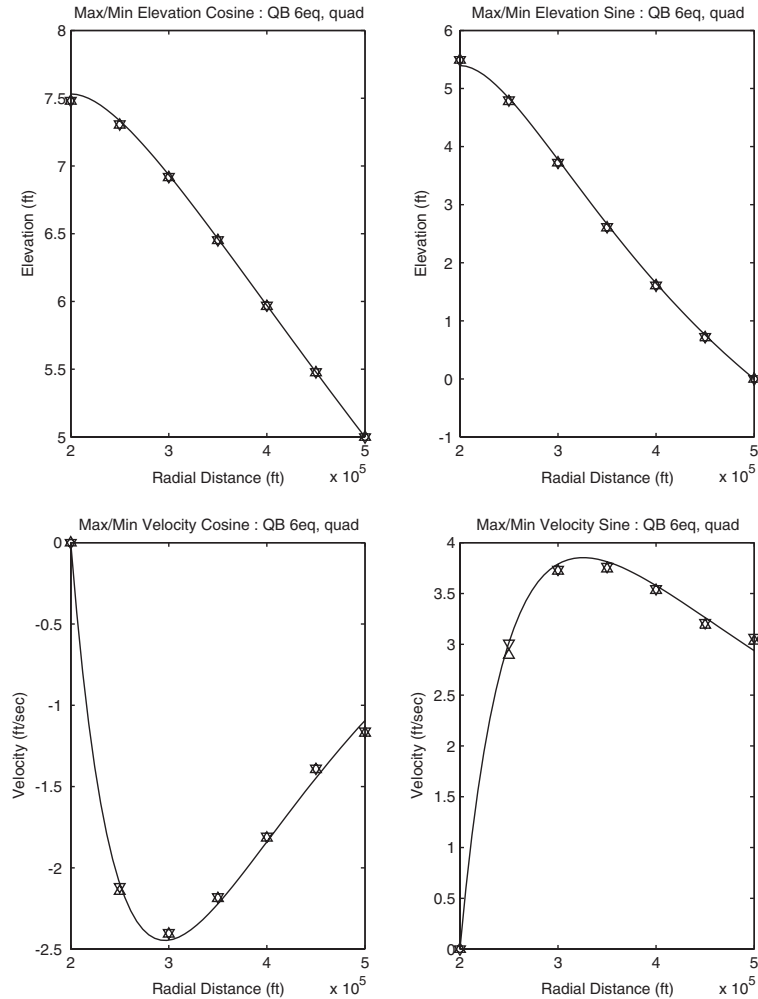 Max/Min Elevation Cosine : QB 6eq, quad
8
7.5
7
6.5
6
5.5
5
Elevation (ft)
2
3
4
5
Radial Distance (ft)
x 10^5
Max/Min Elevation Sine : QB 6eq, quad
6
5
4
3
2
1
0
-1
Elevation (ft)
2
3
4
5
Radial Distance (ft)
x 10^5
Max/Min Velocity Cosine : QB 6eq, quad
0
-0.5
-1
-1.5
-2
-2.5
Velocity (ft/sec)
2
3
4
5
Radial Distance (ft)
x 10^5
Max/Min Velocity Sine : QB 6eq, quad
4
3.5
3
2.5
2
1.5
1
0.5
0
Velocity (ft/sec)
2
3
4
5
Radial Distance (ft)
x 10^5